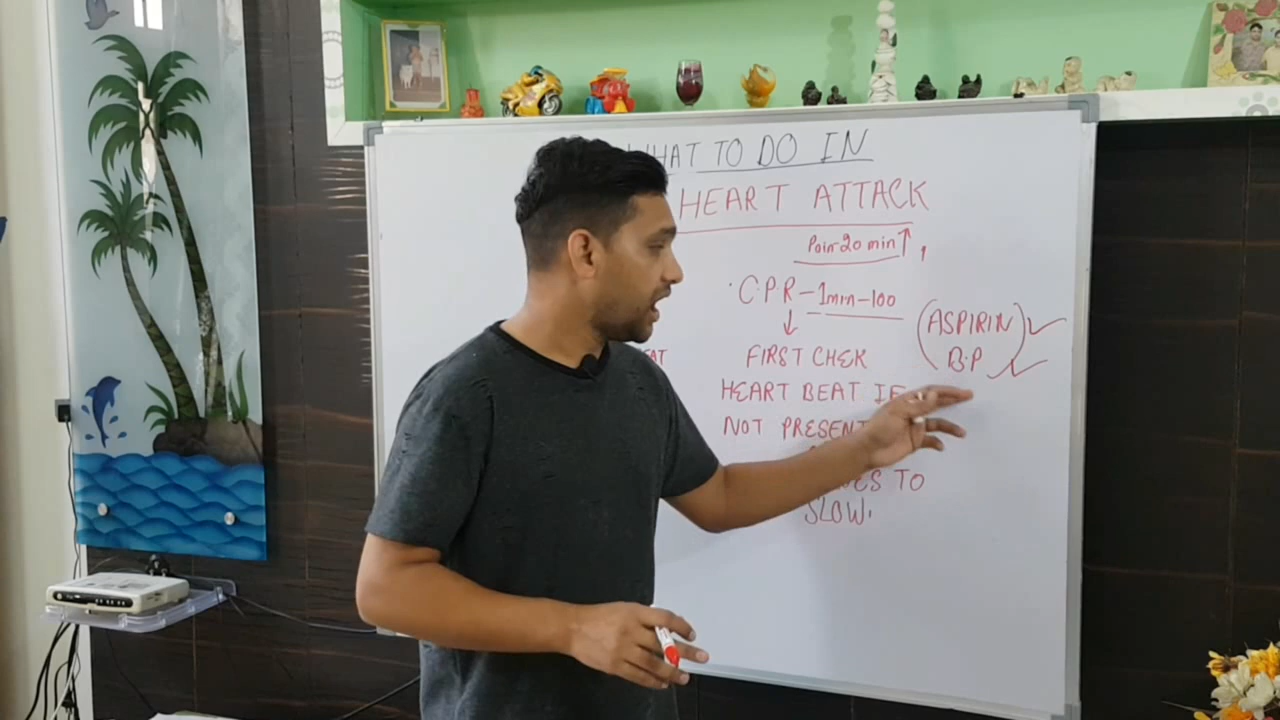 WHAT TO DO IN
HEART ATTACK
Pain-20 min↑,
·C.P.R-1min-100
↓
(ASPIRIN)✓
B.P ✓
FIRST CHEK
HEART BEAT IF
NOT PRESENT
TO
SLOW.